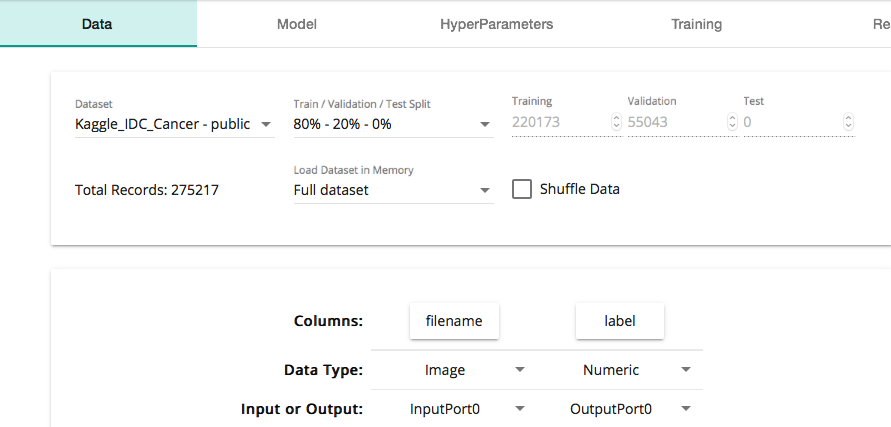 Data Model HyperParameters Training Re
Dataset Train / Validation / Test Split Training Validation Test
Kaggle_IDC_Cancer - public 80% - 20% - 0% 220173 55043 0
Load Dataset in Memory
Total Records: 275217 Full dataset Shuffle Data
Columns: filename label
Data Type: Image Numeric
Input or Output: InputPort0 OutputPort0